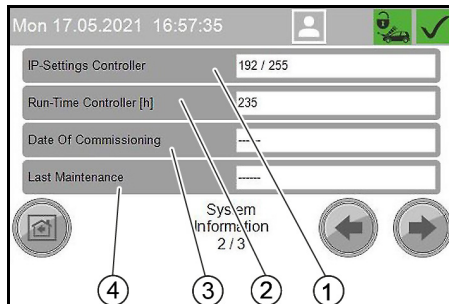 Mon 17.05.2021 16:57:35
IP-Settings Controller 192 / 255
Run-Time Controller [h] 235
Date Of Commissioning -----
Last Maintenance ------
System
Information
2 / 3
4 3 2 1